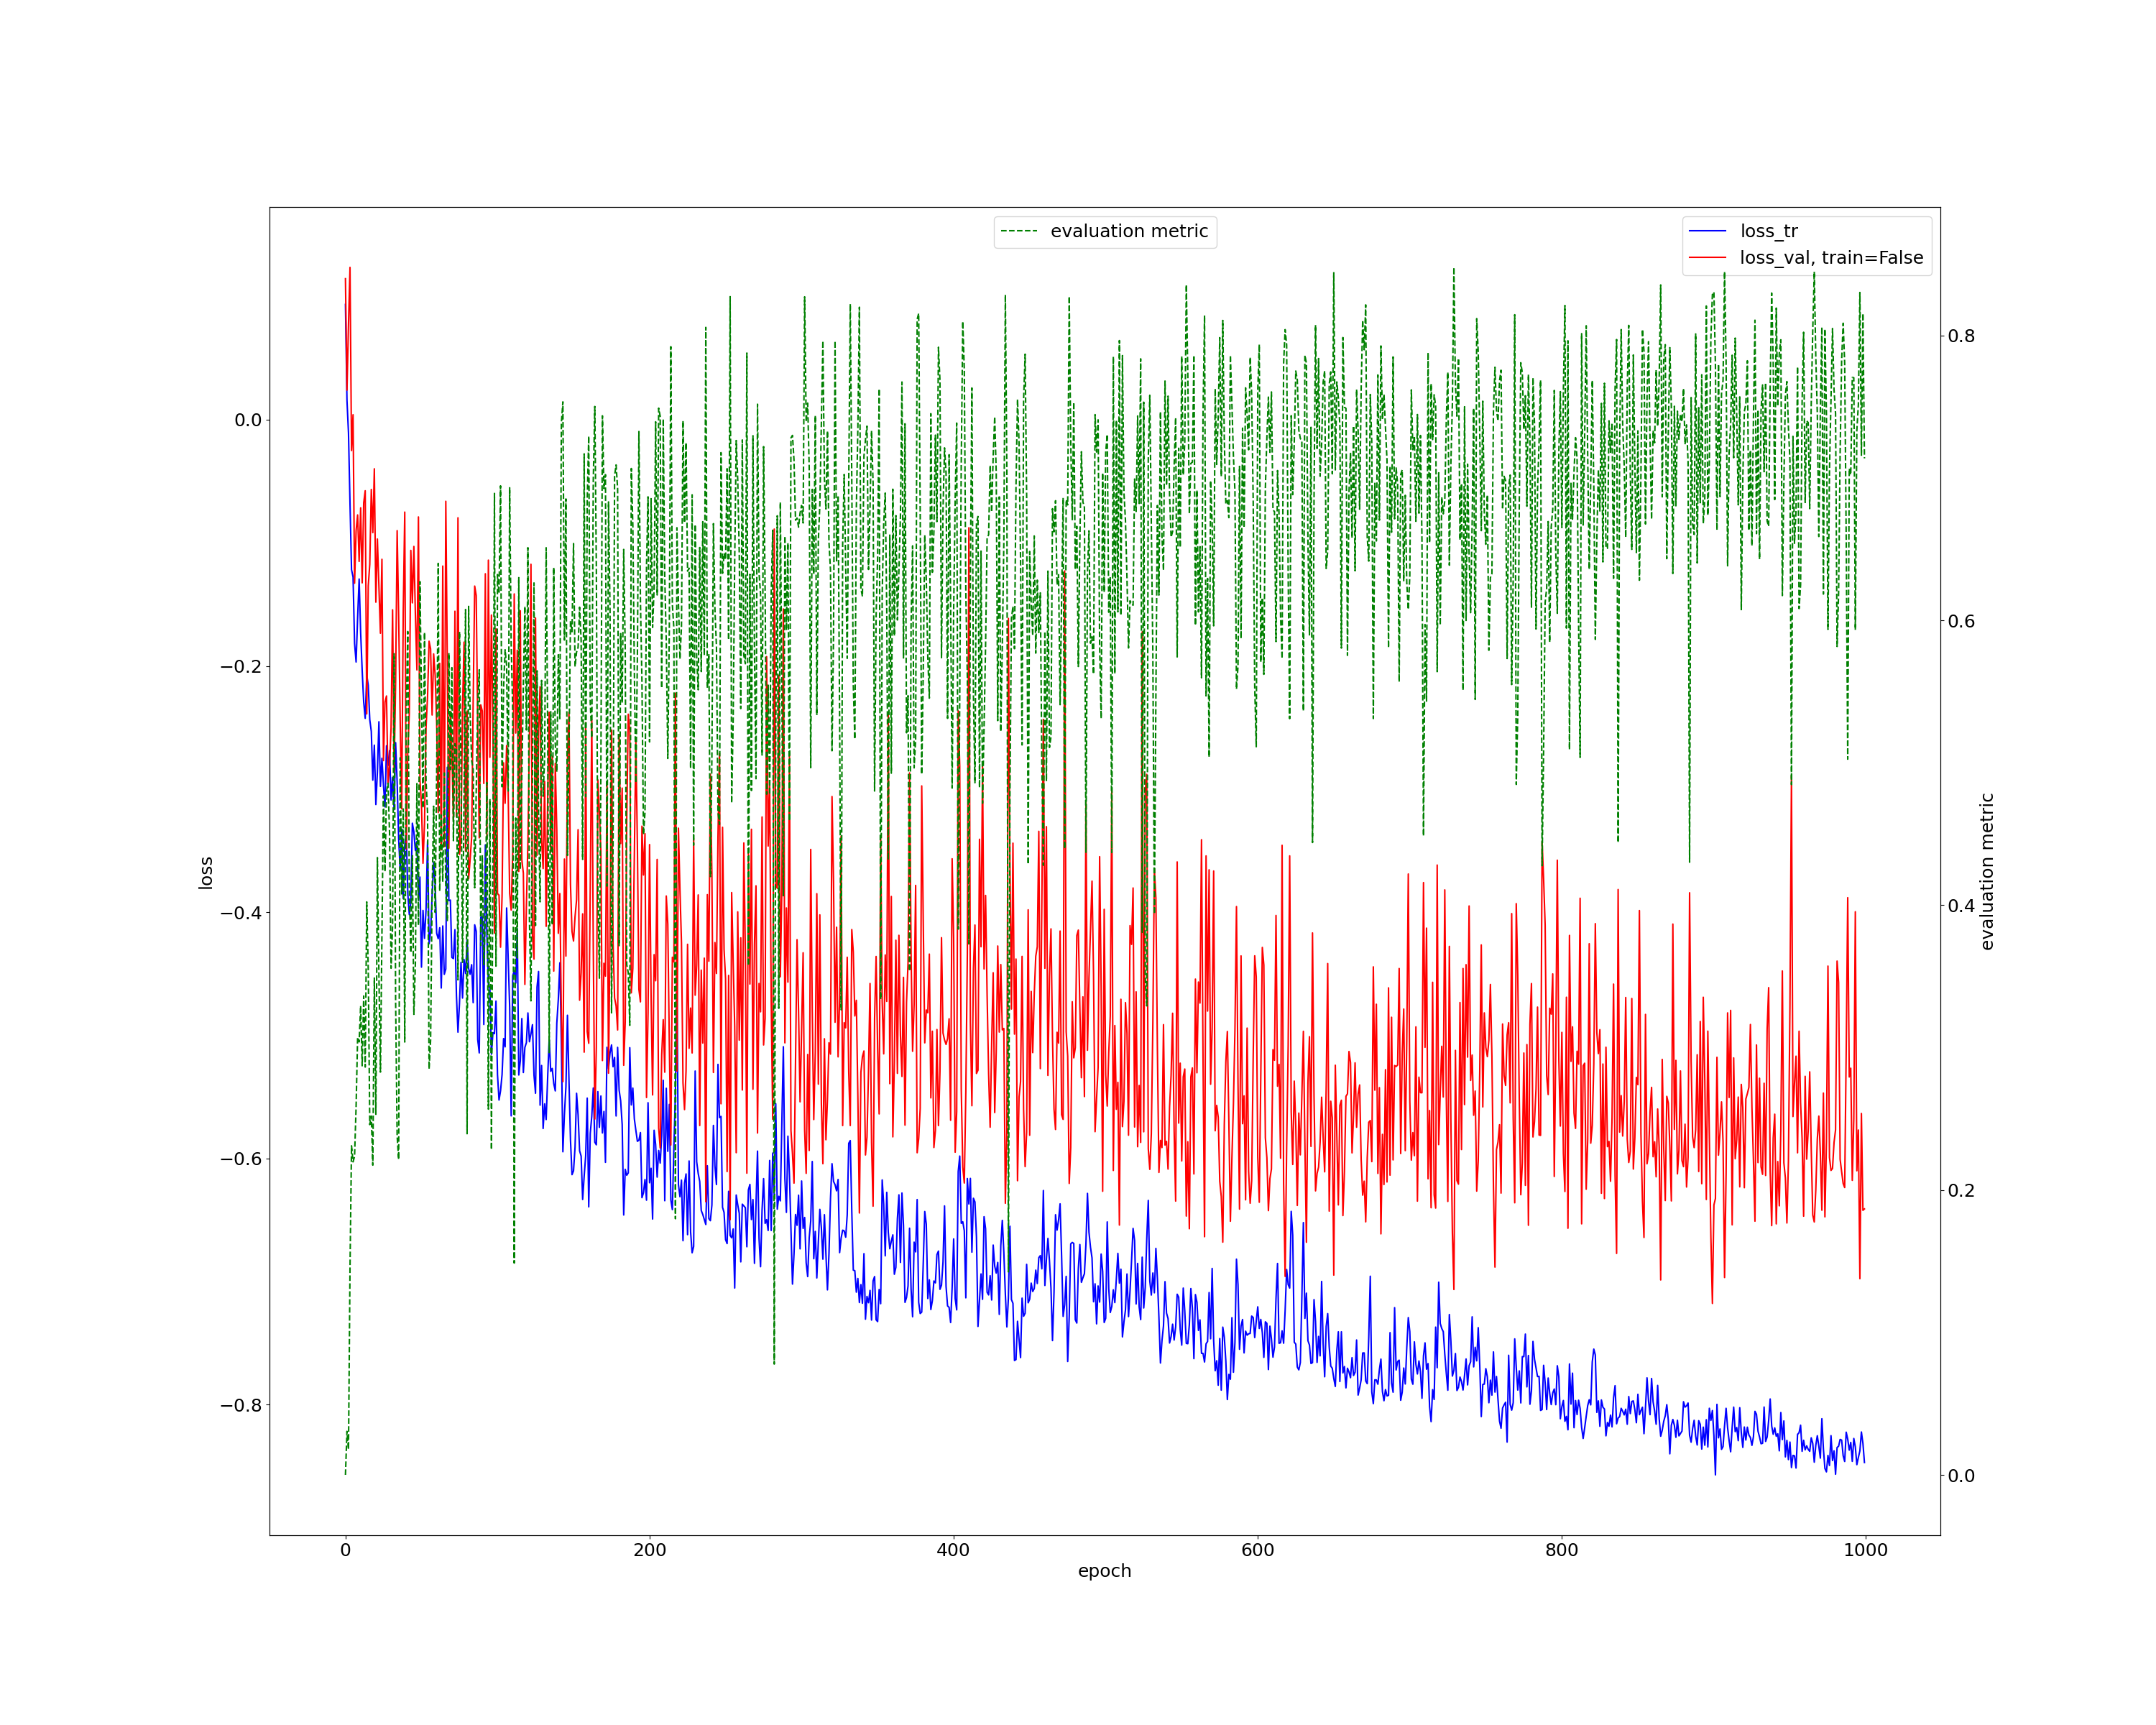 evaluation metric
loss_tr
loss_val, train=False
0.0
−0.2
−0.4
−0.6
−0.8
loss
0.8
0.6
0.4
0.2
0.0
evaluation metric
0 200 400 600 800 1000
epoch